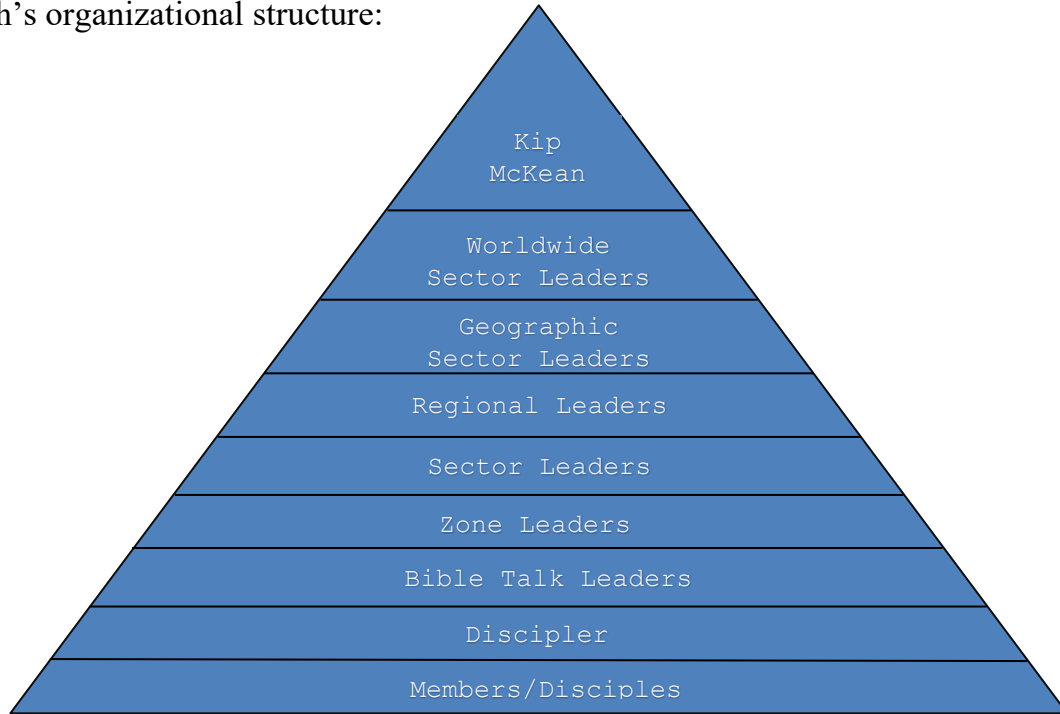 h’s organizational structure:
Kip
McKean
Worldwide
Sector Leaders
Geographic
Sector Leaders
Regional Leaders
Sector Leaders
Zone Leaders
Bible Talk Leaders
Discipler
Members/Disciples